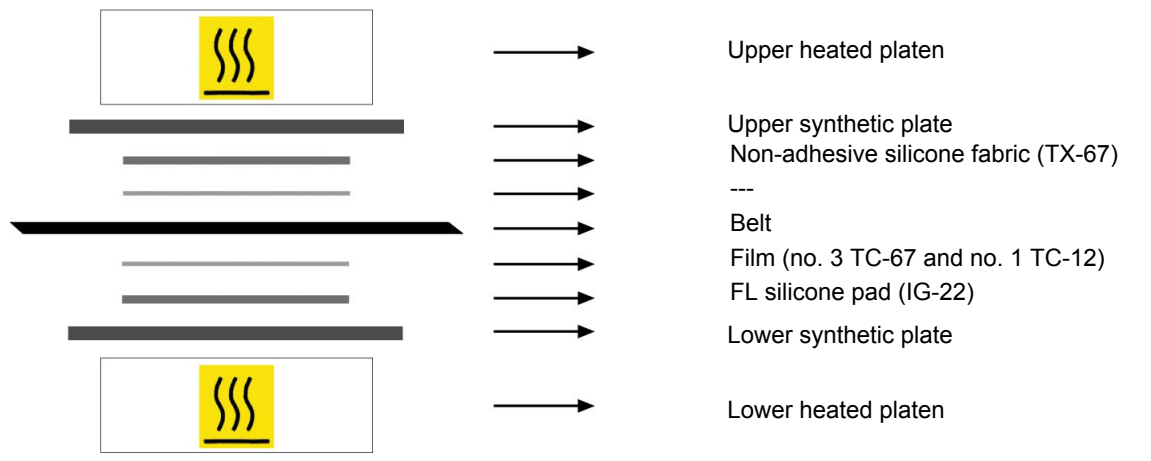 Upper heated platen
Upper synthetic plate
Non-adhesive silicone fabric (TX-67)
---
Belt
Film (no. 3 TC-67 and no. 1 TC-12)
FL silicone pad (IG-22)
Lower synthetic plate
Lower heated platen